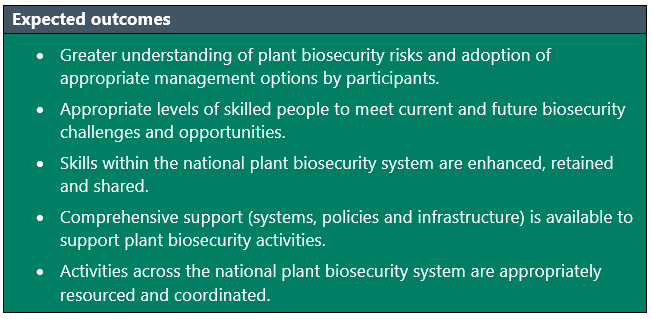 Expected outcomes
• Greater understanding of plant biosecurity risks and adoption of
appropriate management options by participants.
• Appropriate levels of skilled people to meet current and future biosecurity
challenges and opportunities.
• Skills within the national plant biosecurity system are enhanced, retained
and shared.
• Comprehensive support (systems, policies and infrastructure) is available to
support plant biosecurity activities.
• Activities across the national plant biosecurity system are appropriately
resourced and coordinated.